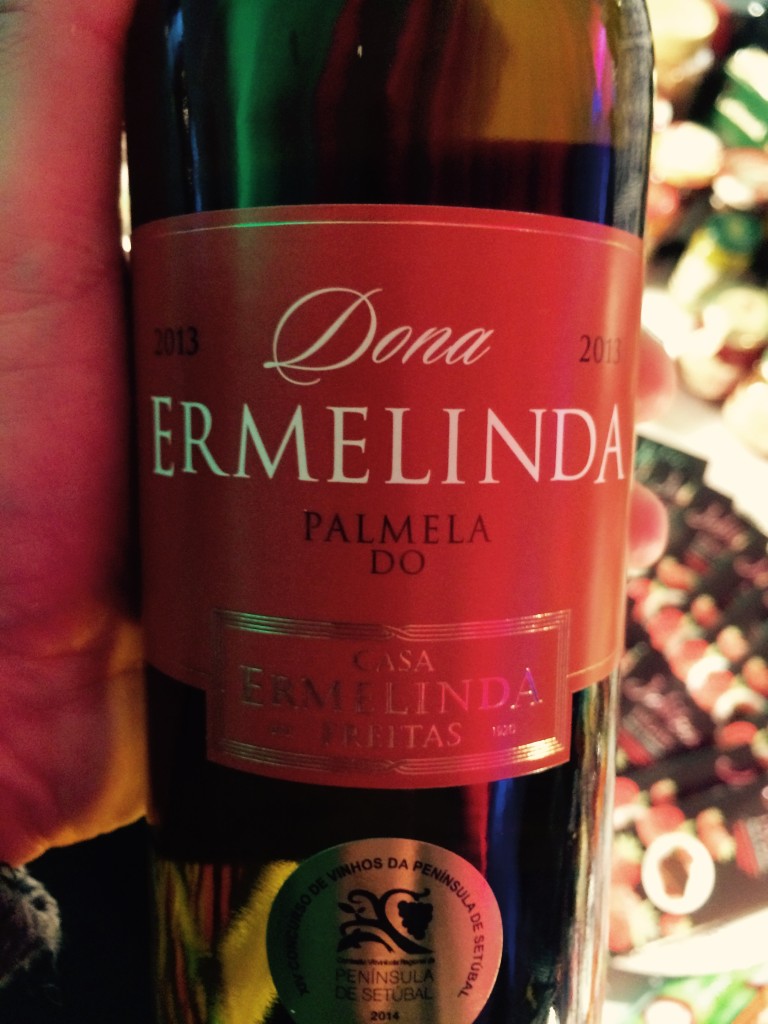 2013 Dona 2013
ERMELINDA
PALMELA
DO
CASA
ERMELINDA
FREITAS
XIV CONCURSO DE VINHOS DA PENÍNSULA DE SETÚBAL
PENÍNSULA
DE SETÚBAL
2014